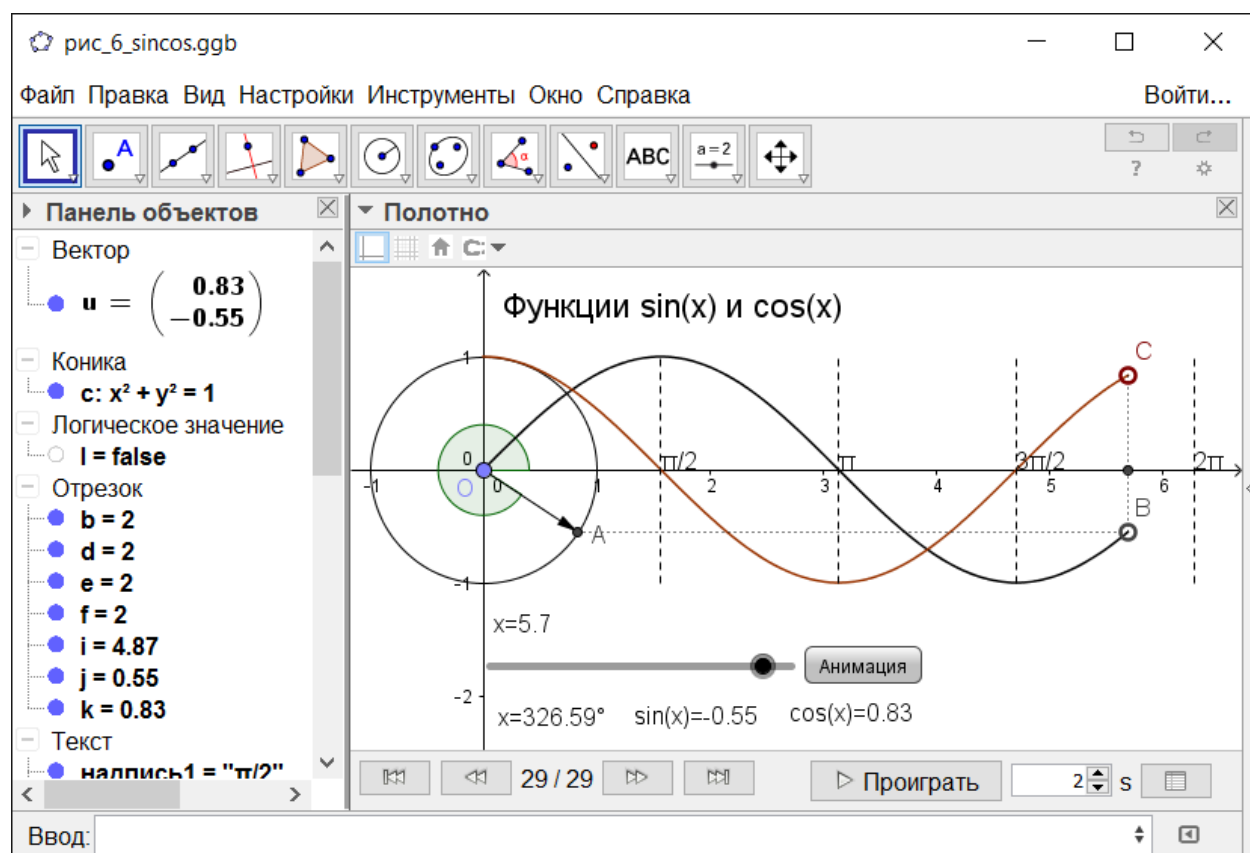 рис_6_sincos.ggb
Файл Правка Вид Настройки Инструменты Окно Справка Войти...
A α ABC a=2 ?
Панель объектов
Вектор
u = ( 0.83 −0.55 )
Коника
c: x² + y² = 1
Логическое значение
l = false
Отрезок
b = 2
d = 2
e = 2
f = 2
i = 4.87
j = 0.55
k = 0.83
Текст
надпись1 = "π/2"
Полотно
Функции sin(x) и cos(x)
C
1
0 π/2 π 3π/2 2π
-1 O 0 1 2 3 4 5 6
B
A
-1
x=5.7
Анимация
-2
x=326.59° sin(x)=-0.55 cos(x)=0.83
29 / 29 Проиграть 2 s
Ввод: